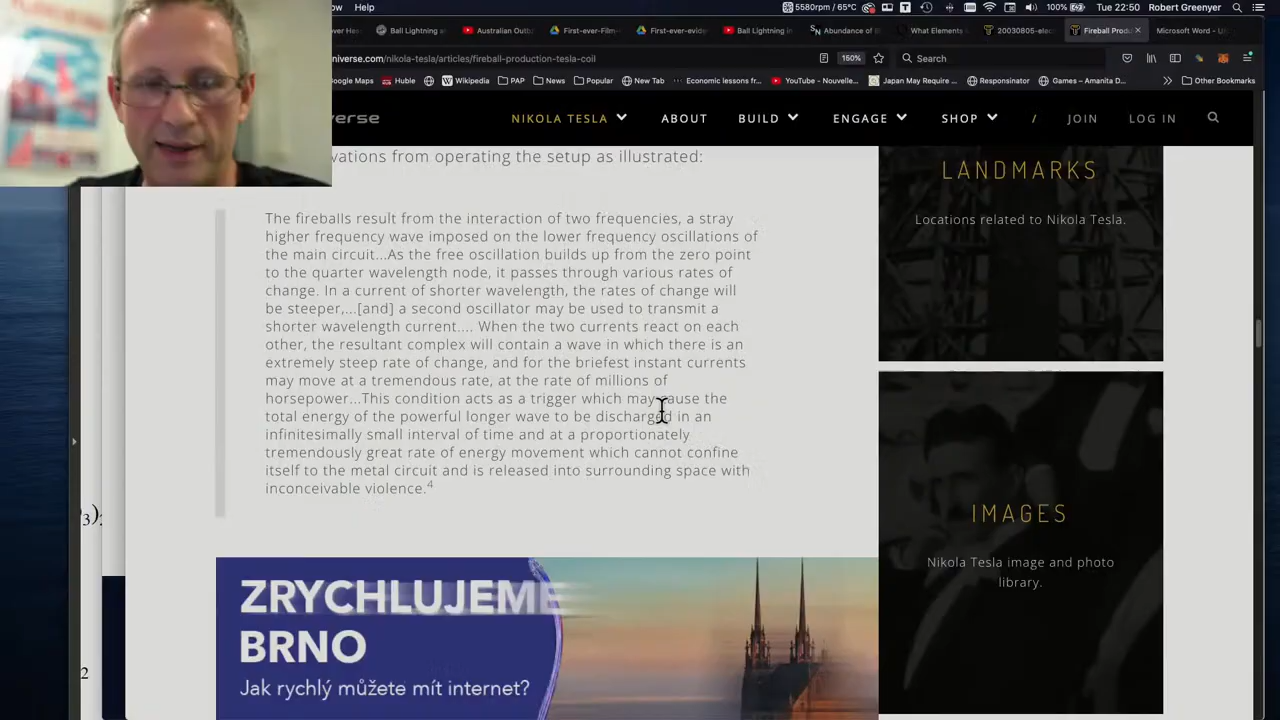 5580rpm / 65°C
100%
Tue 22:50
Robert Greenyer
Ball Lightning
Australian Outb
First-ever-Film
First-ever-evide
Ball Lightning in
Abundance of
What Elements
20230805-elec
Fireball Produ
Microsoft Word - U
niverse.com/nikola-tesla/articles/fireball-production-tesla-coil
150%
Search
gle Maps
Huble
Wikipedia
PAP
News
Popular
New Tab
Economic lessons fr...
YouTube - Nouvelle...
Japan May Require ...
Responsinator
Games – Amanita D...
Other Bookmarks
verse
NIKOLA TESLA
ABOUT
BUILD
ENGAGE
SHOP
/
JOIN
LOG IN
vations from operating the setup as illustrated:
The fireballs result from the interaction of two frequencies, a stray
higher frequency wave imposed on the lower frequency oscillations of
the main circuit...As the free oscillation builds up from the zero point
to the quarter wavelength node, it passes through various rates of
change. In a current of shorter wavelength, the rates of change will
be steeper,...[and] a second oscillator may be used to transmit a
shorter wavelength current.... When the two currents react on each
other, the resultant complex will contain a wave in which there is an
extremely steep rate of change, and for the briefest instant currents
may move at a tremendous rate, at the rate of millions of
horsepower...This condition acts as a trigger which may cause the
total energy of the powerful longer wave to be discharged in an
infinitesimally small interval of time and at a proportionately
tremendously great rate of energy movement which cannot confine
itself to the metal circuit and is released into surrounding space with
inconceivable violence.4
LANDMARKS
Locations related to Nikola Tesla.
IMAGES
Nikola Tesla image and photo
library.
ZRYCHLUJEME
BRNO
Jak rychlý můžete mít internet?
3)2
2